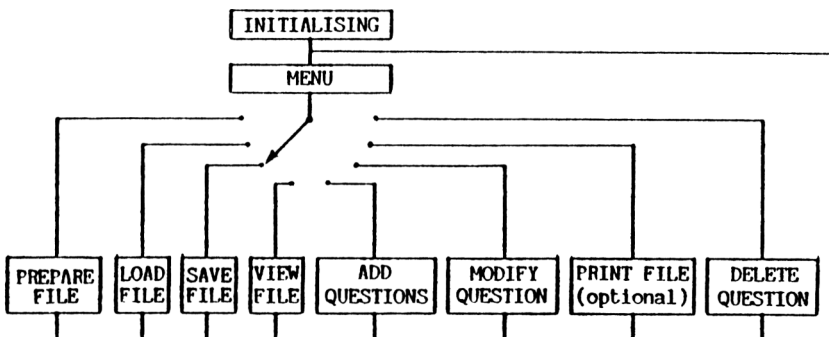 INITIALISING
MENU
PREPARE
FILE
LOAD
FILE
SAVE
FILE
VIEW
FILE
ADD
QUESTIONS
MODIFY
QUESTION
PRINT FILE
(optional)
DELETE
QUESTION